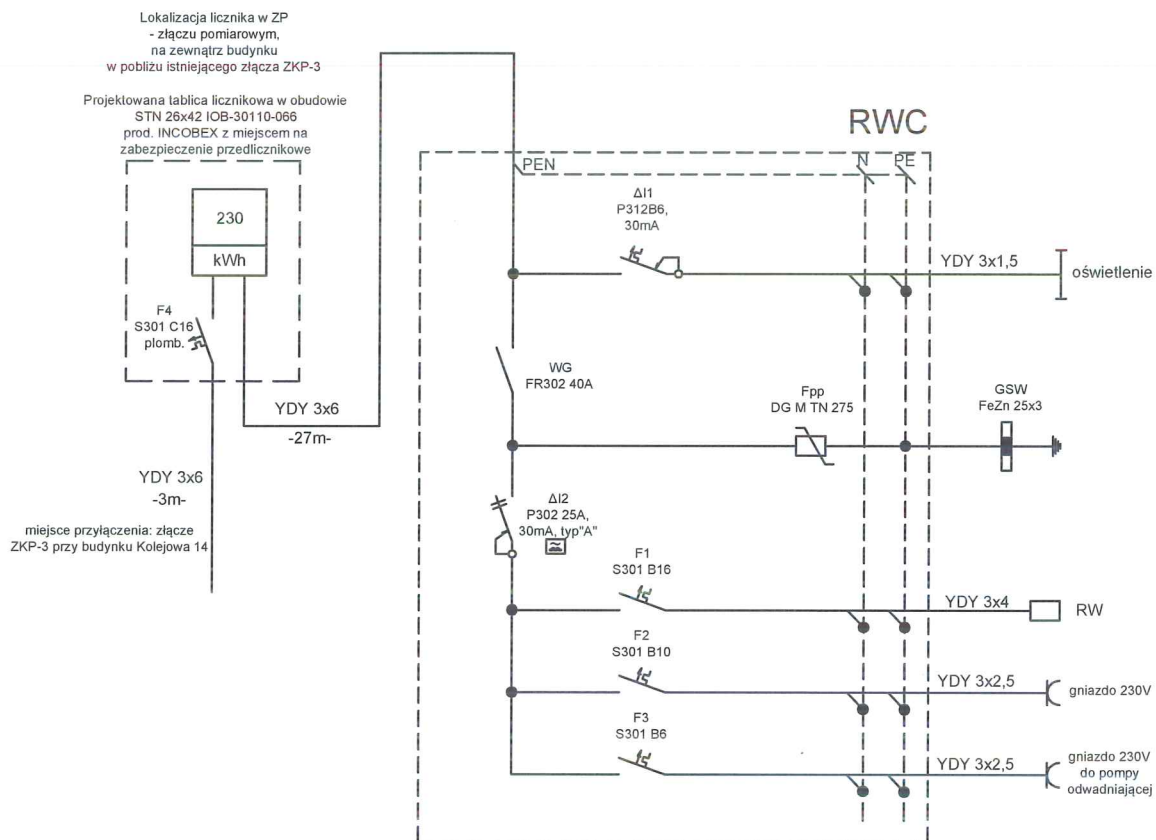 Lokalizacja licznika w ZP
- złączu pomiarowym,
na zewnątrz budynku
w pobliżu istniejącego złącza ZKP-3
Projektowana tablica licznikowa w obudowie
STN 26x42 IOB-30110-066
prod. INCOBEX z miejscem na
zabezpieczenie przedlicznikowe
230
kWh
F4
S301 C16
plomb.
YDY 3x6
-27m-
YDY 3x6
-3m-
miejsce przyłączenia: złącze
ZKP-3 przy budynku Kolejowa 14
RWC
PEN
N
PE
ΔI1
P312B6,
30mA
YDY 3x1,5
oświetlenie
WG
FR302 40A
Fpp
DG M TN 275
GSW
FeZn 25x3
ΔI2
P302 25A,
30mA, typ"A"
F1
S301 B16
YDY 3x4
RW
F2
S301 B10
YDY 3x2,5
gniazdo 230V
F3
S301 B6
YDY 3x2,5
gniazdo 230V
do pompy
odwadniającej